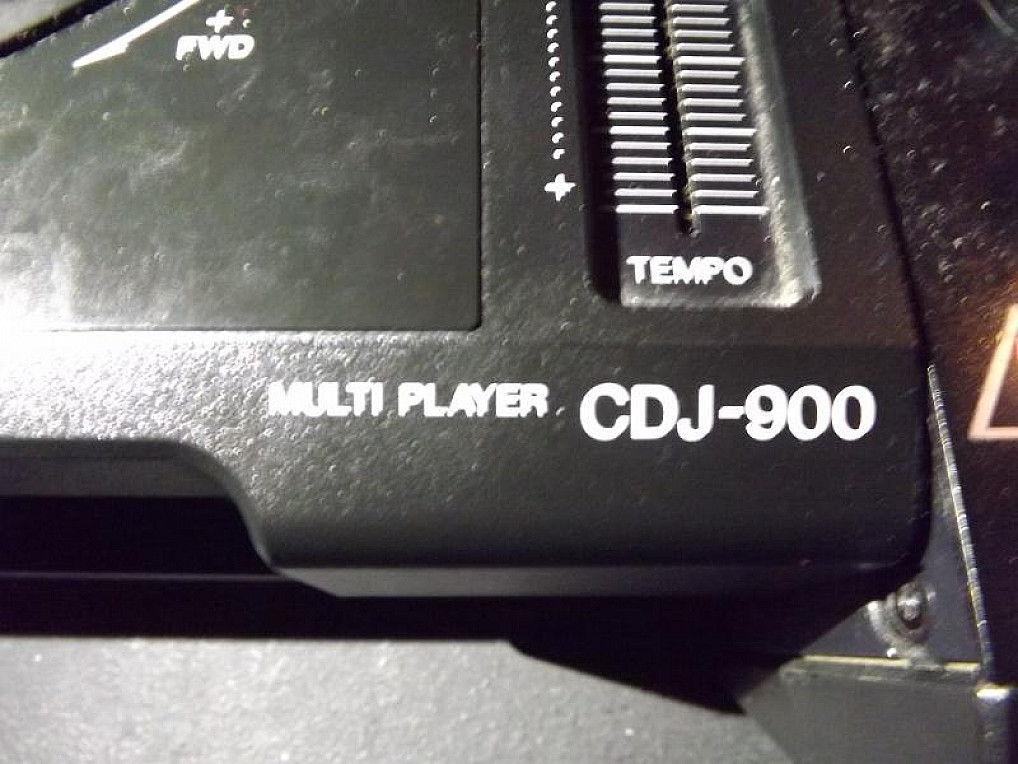 +
FWD
+
TEMPO
MULTI PLAYER CDJ-900